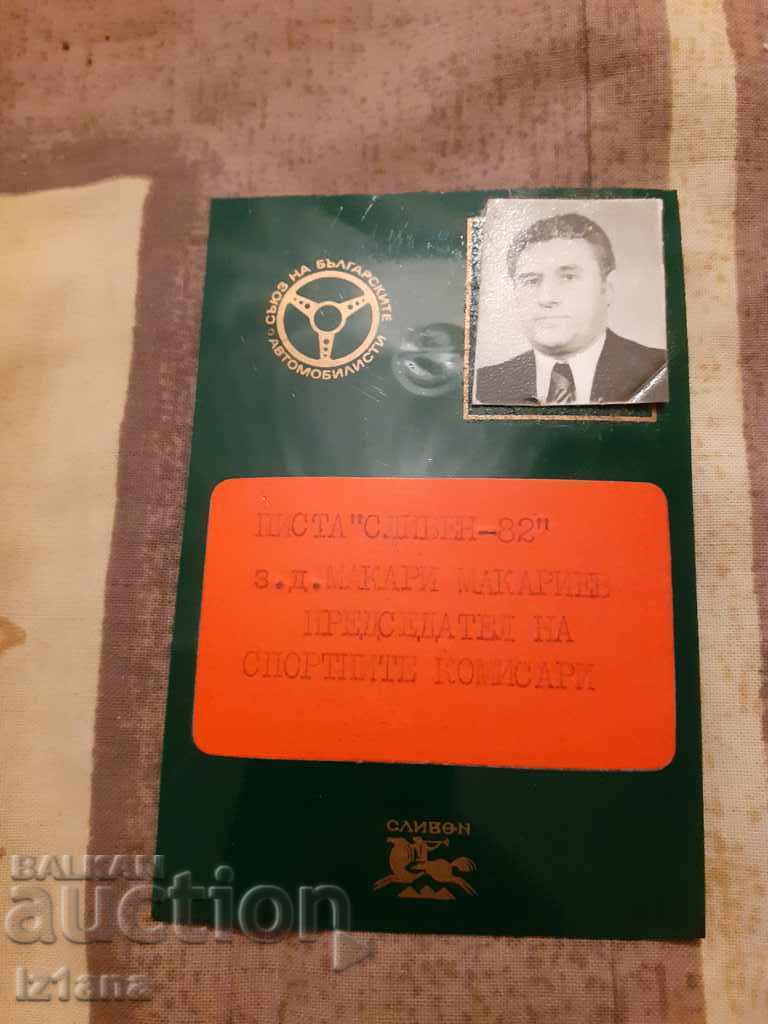 СЪЮЗ НА БЪЛГАРСКИТЕ
АВТОМОБИЛИСТИ
ПИСТА"СЛИВЕН-82"
з.д.МАКАРИ МАКАРИЕВ
ПРЕДСЕДАТЕЛ НА
СПОРТНИТЕ КОМИСАРИ
СЛИВЕН
BALKAN
auction
iz1ana